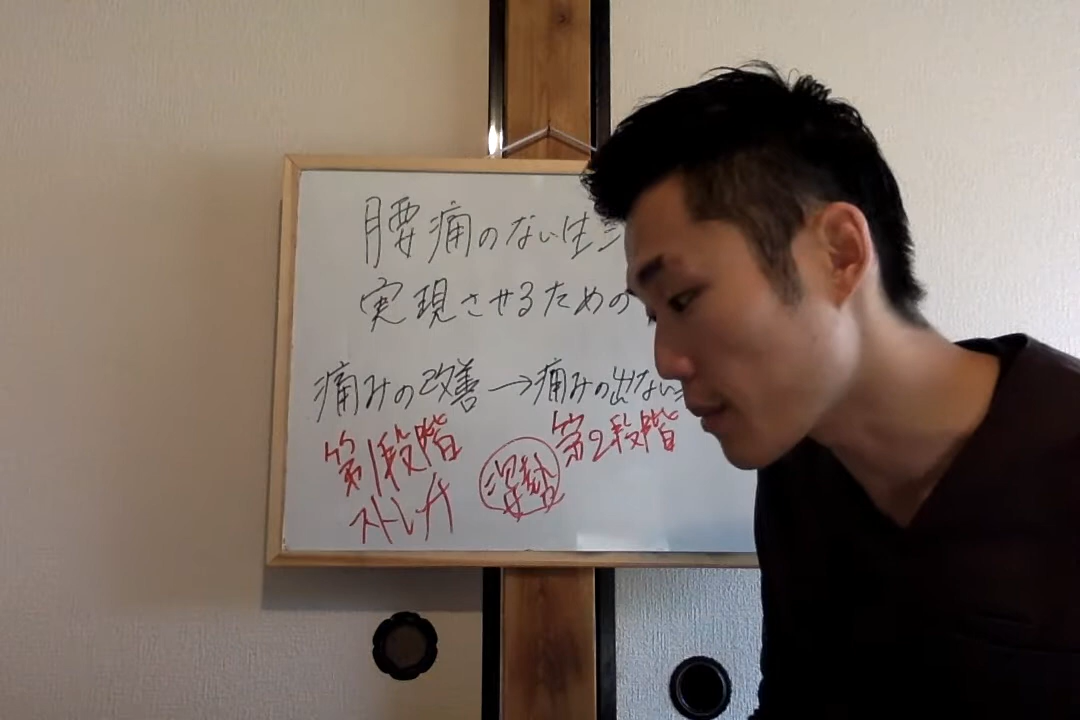 腰痛のない生
実現させるための
痛みの改善→痛みの出ない
第1段階 第2段階
ストレッチ 姿勢